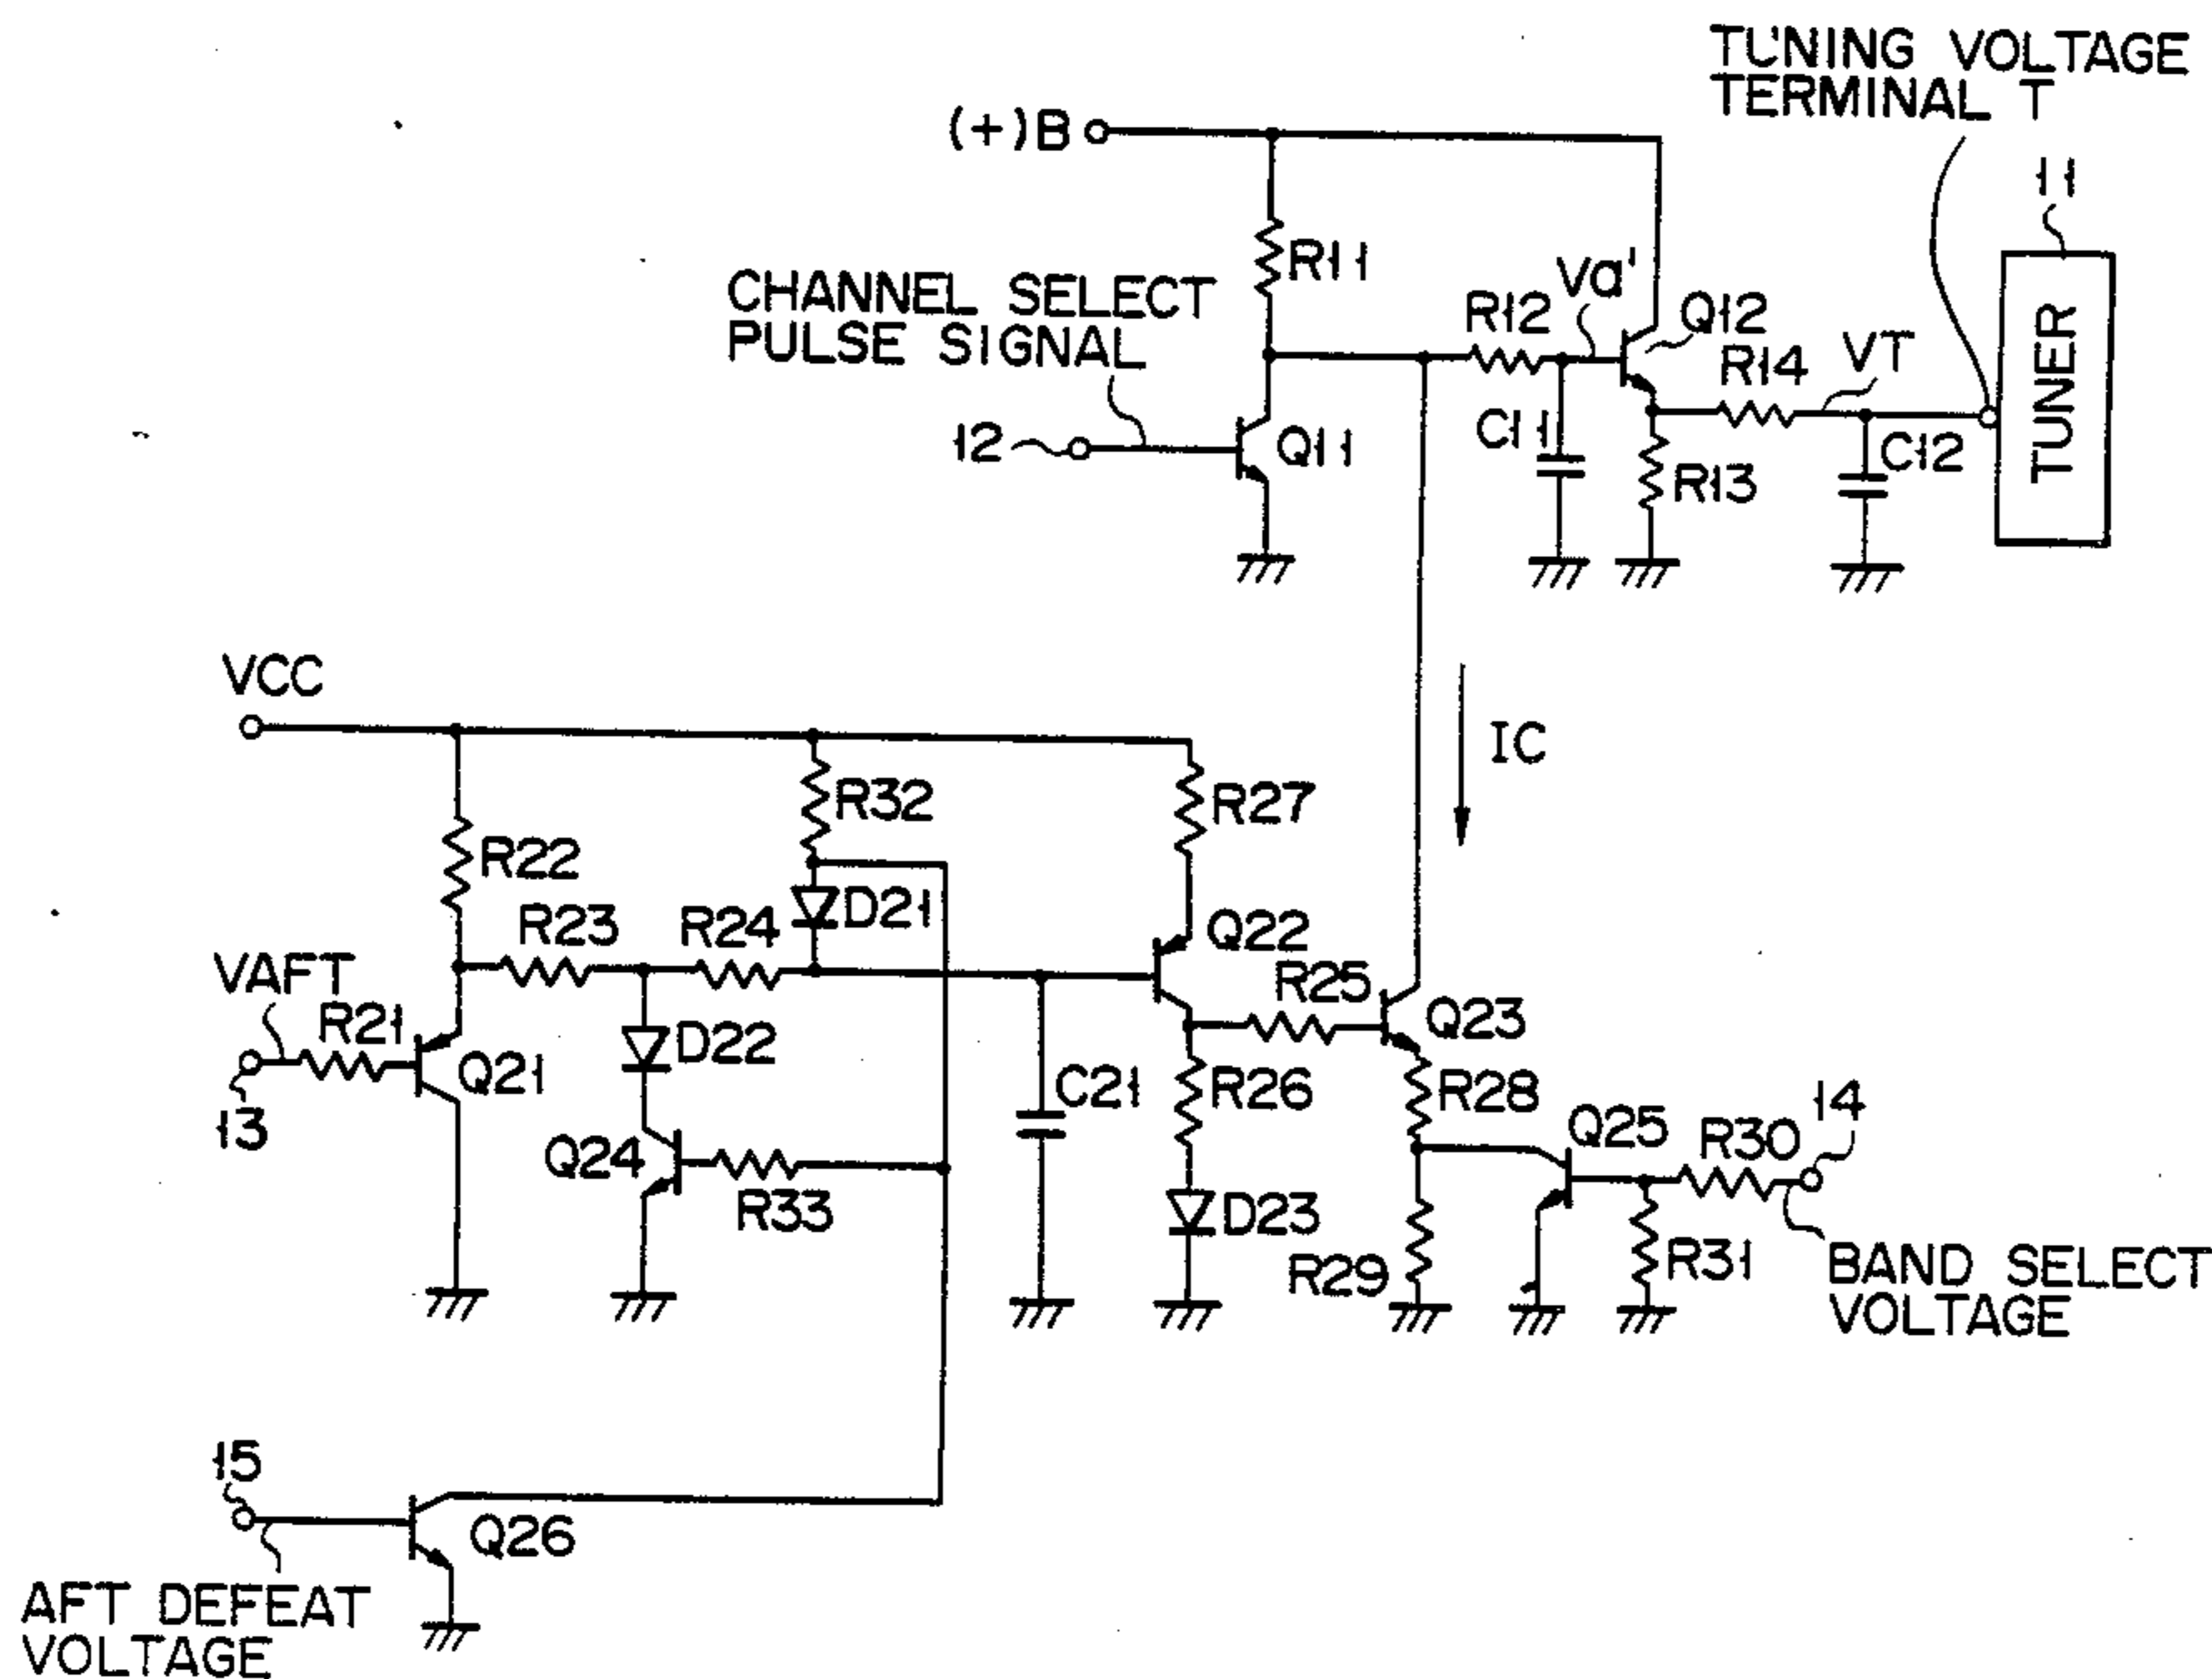 TUNING VOLTAGE
TERMINAL T
(+)B
11
R11
CHANNEL SELECT
PULSE SIGNAL
R12
Va'
Q12
R14
VT
TUNER
12
Q11
C11
R13
C12
VCC
IC
R32
R27
R22
R23
R24
D21
Q22
VAFT
R21
R25
Q23
D22
Q21
13
C21
R26
R28
14
Q24
R33
Q25
R30
D23
R29
R31
BAND SELECT
VOLTAGE
15
Q26
AFT DEFEAT
VOLTAGE